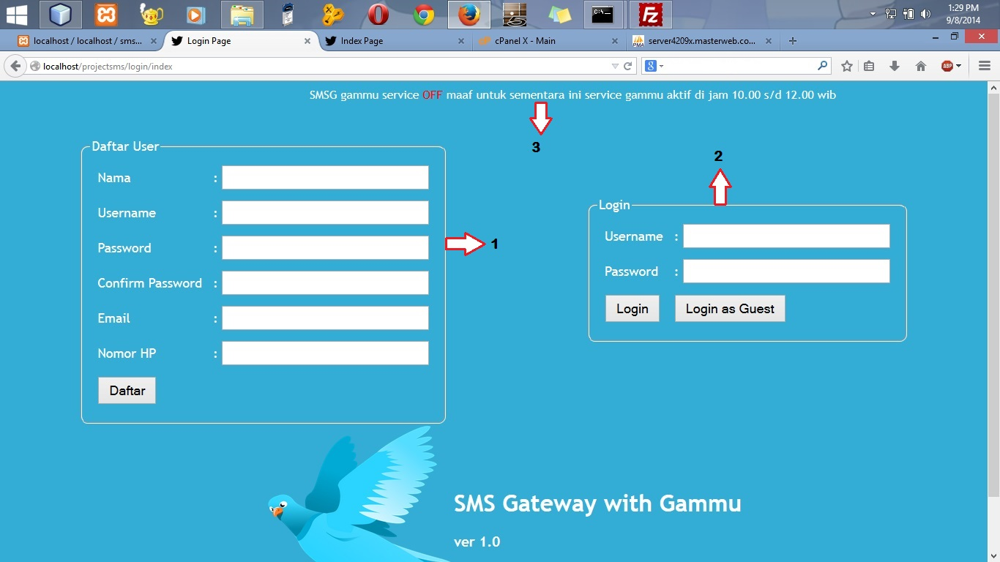 1:29 PM
9/8/2014
localhost / localhost / sms...
Login Page
Index Page
cPanel X - Main
server4209x.masterweb.co...
localhost/projectsms/login/index
SMSG gammu service OFF maaf untuk sementara ini service gammu aktif di jam 10.00 s/d 12.00 wib
3
Daftar User
Nama :
Username :
Password :
Confirm Password :
Email :
Nomor HP :
Daftar
1
2
Login
Username :
Password :
Login Login as Guest
SMS Gateway with Gammu
ver 1.0